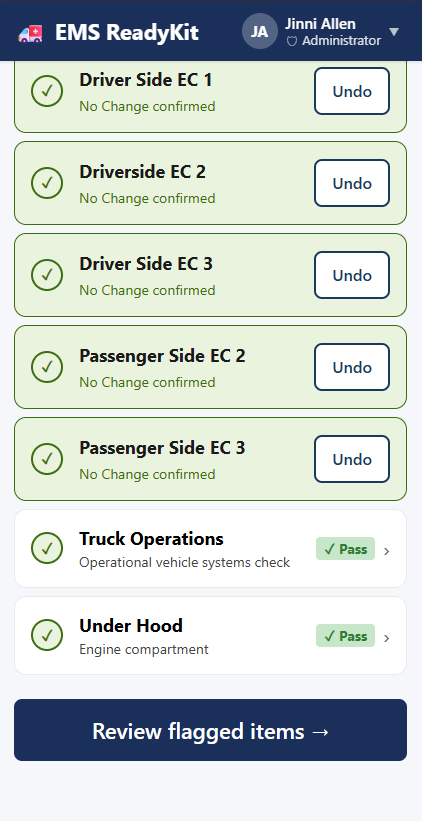 EMS ReadyKit
JA
Jinni Allen
Administrator
Driver Side EC 1
No Change confirmed
Undo
Driverside EC 2
No Change confirmed
Undo
Driver Side EC 3
No Change confirmed
Undo
Passenger Side EC 2
No Change confirmed
Undo
Passenger Side EC 3
No Change confirmed
Undo
Truck Operations
Operational vehicle systems check
✓ Pass
Under Hood
Engine compartment
✓ Pass
Review flagged items →